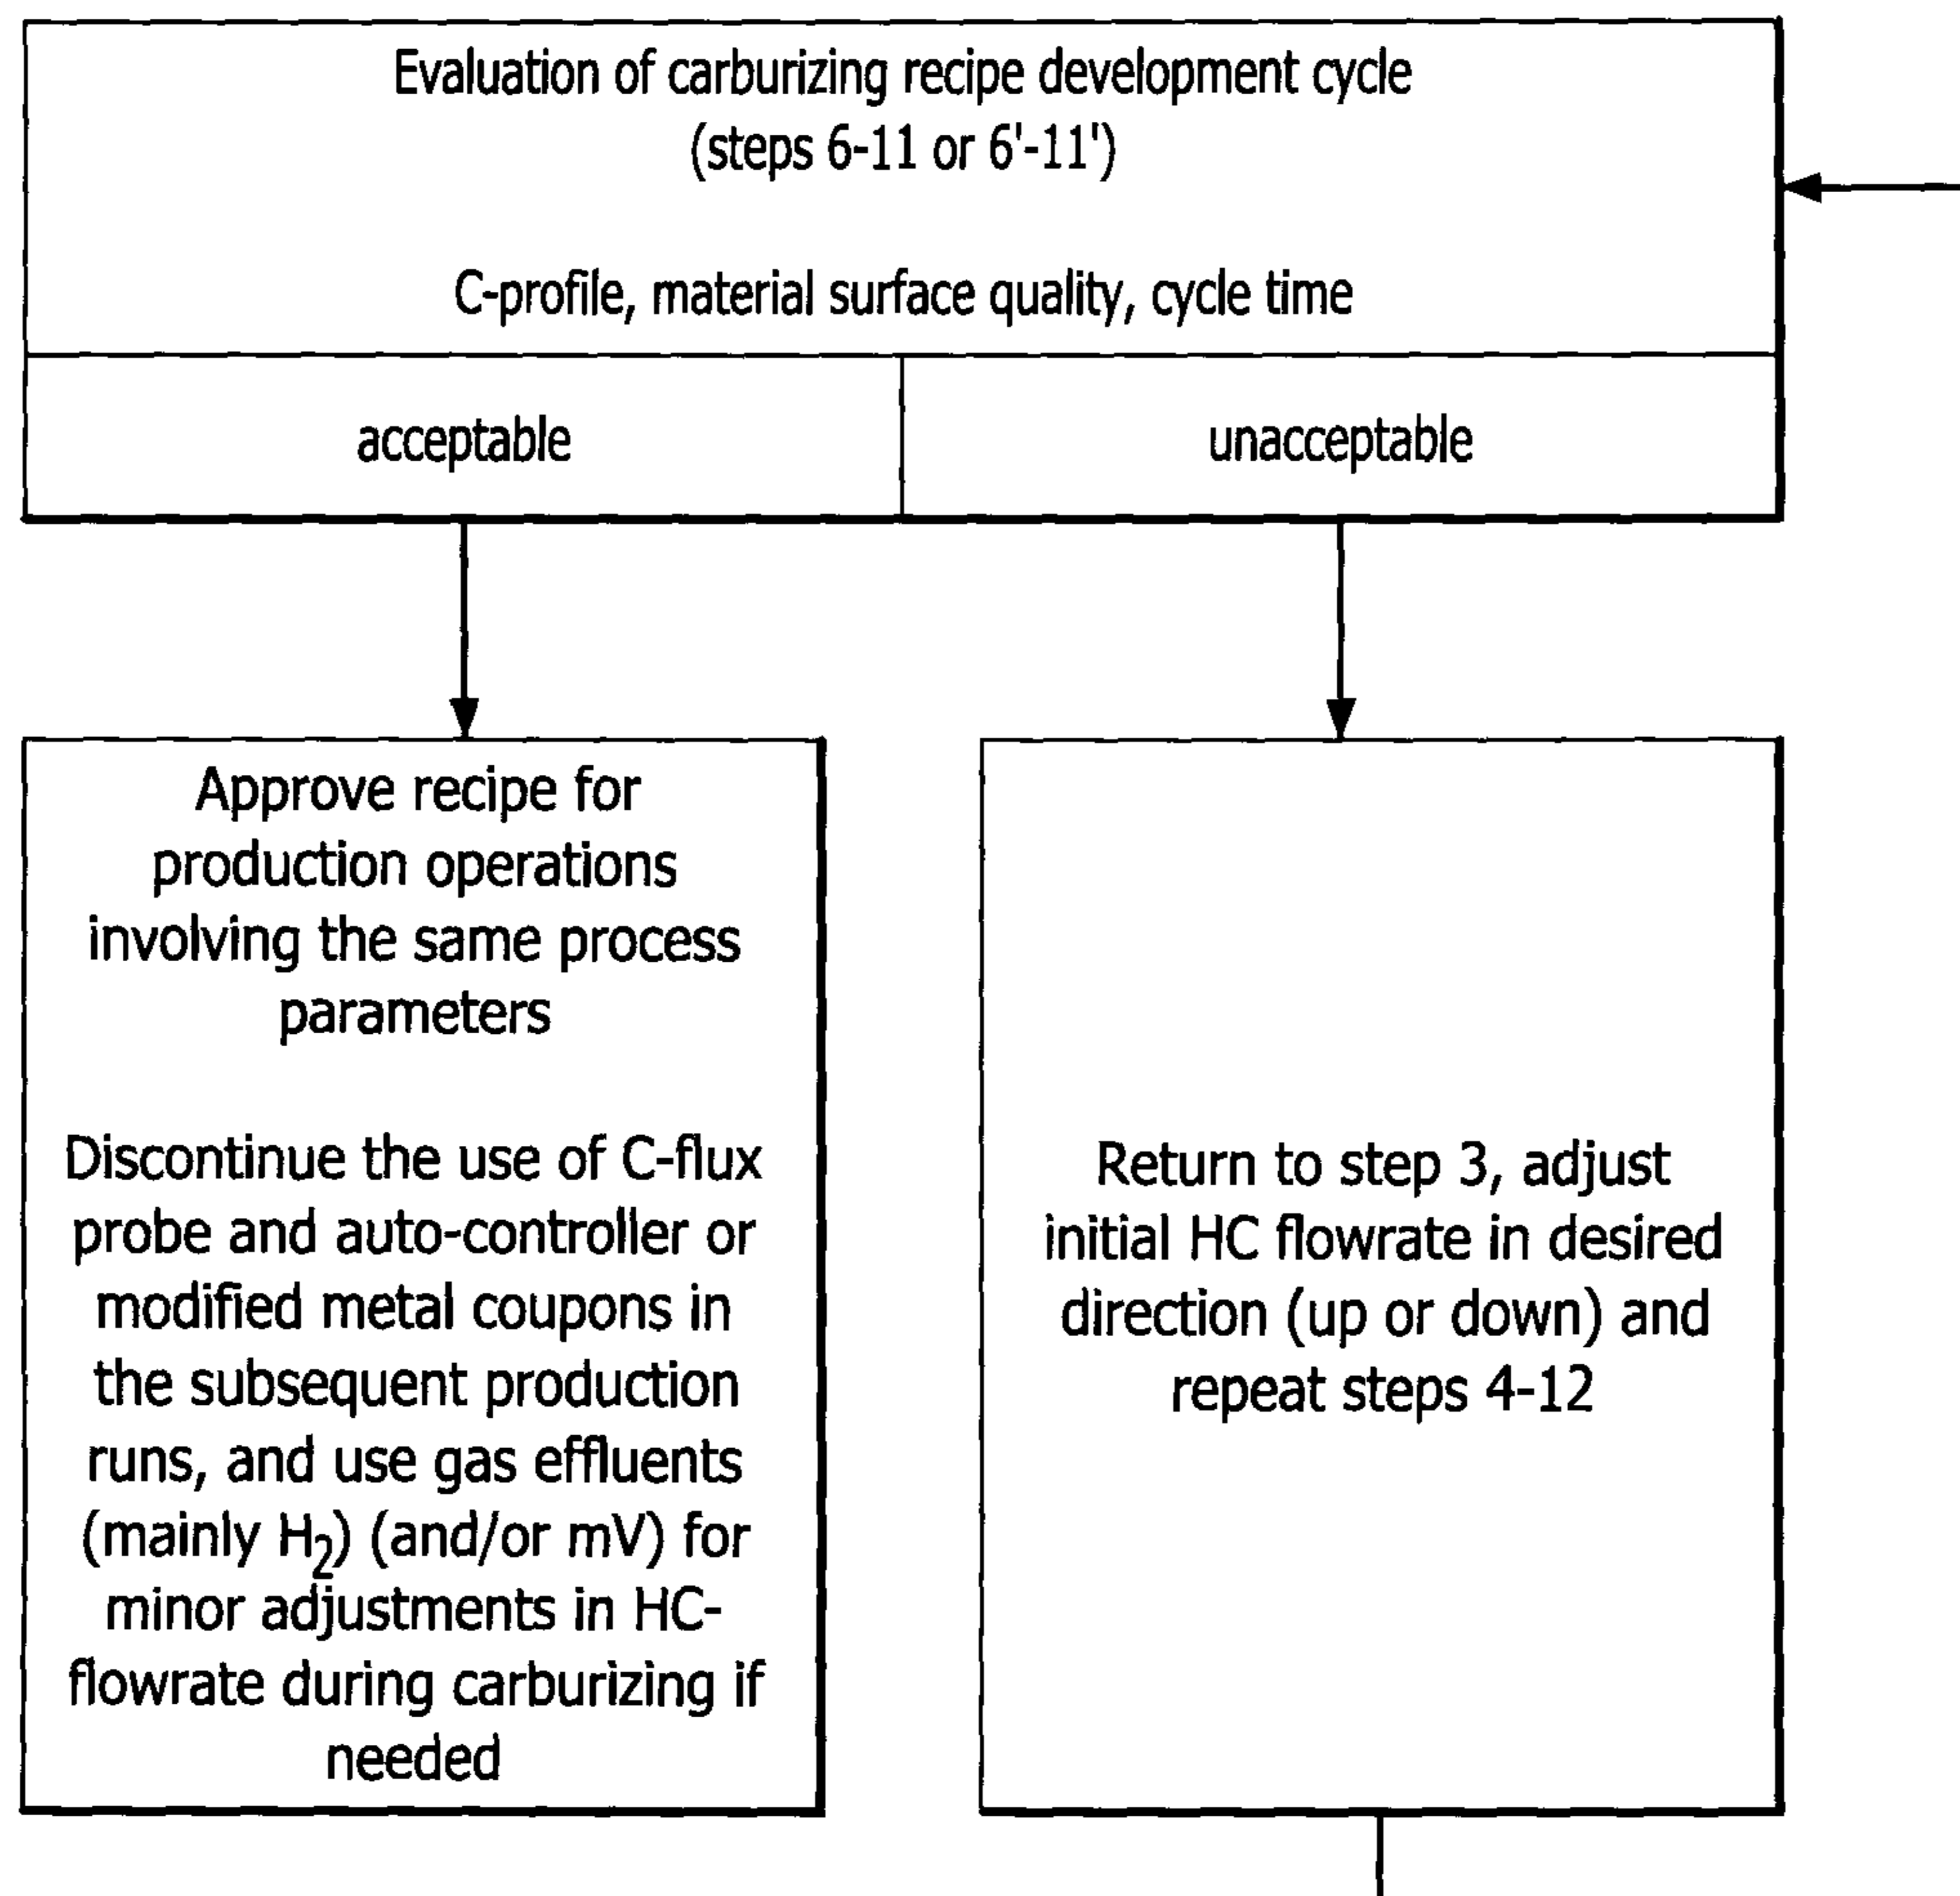 Evaluation of carburizing recipe development cycle
(steps 6-11 or 6'-11')
C-profile, material surface quality, cycle time
acceptable
unacceptable
Approve recipe for
production operations
involving the same process
parameters
Discontinue the use of C-flux
probe and auto-controller or
modified metal coupons in
the subsequent production
runs, and use gas effluents
(mainly H2) (and/or mV) for
minor adjustments in HC-
flowrate during carburizing if
needed
Return to step 3, adjust
initial HC flowrate in desired
direction (up or down) and
repeat steps 4-12